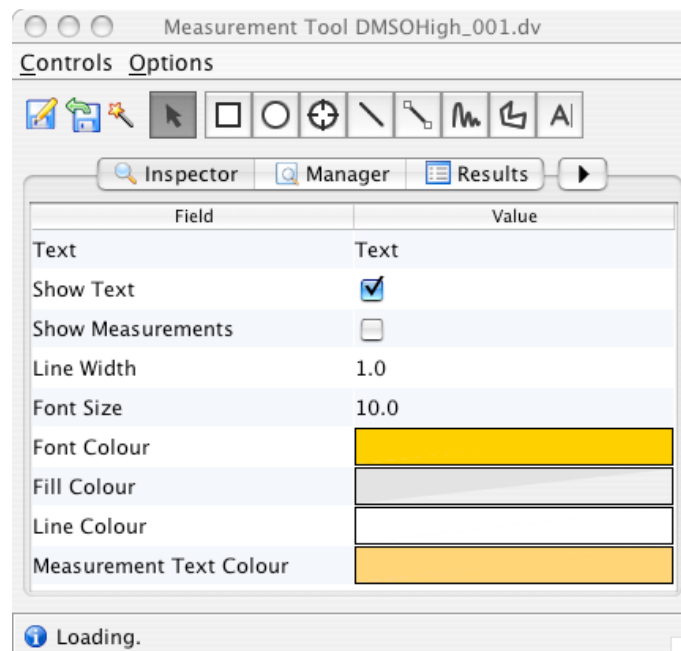 Measurement Tool DMSOHigh_001.dv
Controls Options
A
Inspector Manager Results
Field Value
Text Text
Show Text
Show Measurements
Line Width 1.0
Font Size 10.0
Font Colour
Fill Colour
Line Colour
Measurement Text Colour
Loading.